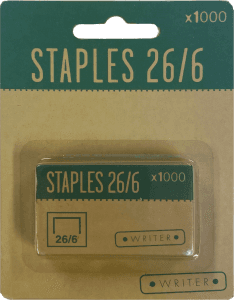 x1000
STAPLES 26/6
STAPLES 26/6 x1000
26/6
WRITER
WRITER